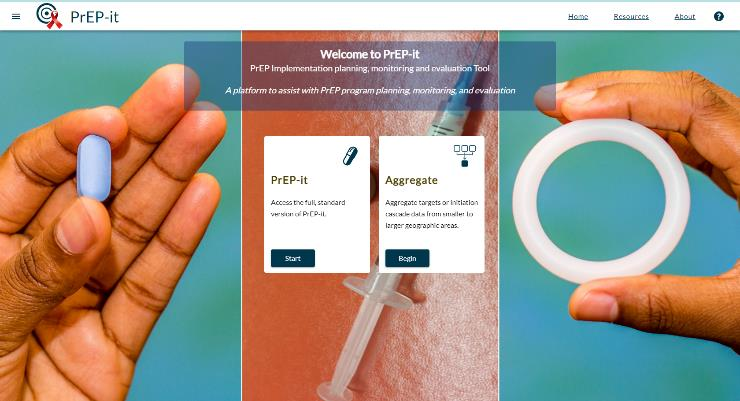 PrEP-it
Home
Resources
About
?
Welcome to PrEP-it
PrEP Implementation planning, monitoring and evaluation Tool
A platform to assist with PrEP program planning, monitoring, and evaluation
PrEP-it
Access the full, standard
version of PrEP-it.
Start
Aggregate
Aggregate targets or initiation
cascade data from smaller to
larger geographic areas.
Begin